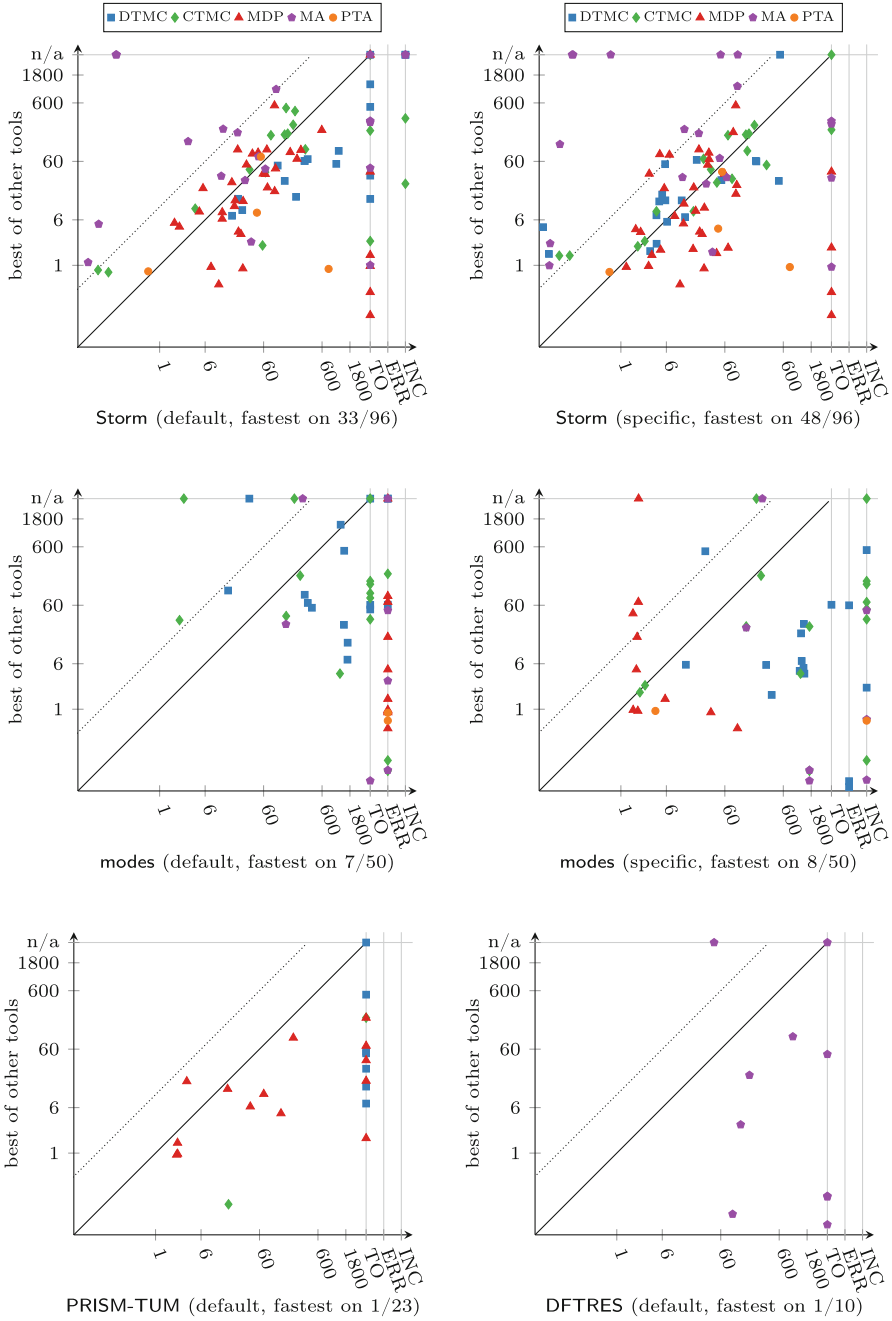 DTMC CTMC MDP MA PTA
DTMC CTMC MDP MA PTA
n/a
1800
600
60
6
1
best of other tools
1 6 60 600 1800 TO ERR INC
Storm (default, fastest on 33/96)
n/a
1800
600
60
6
1
best of other tools
1 6 60 600 1800 TO ERR INC
Storm (specific, fastest on 48/96)
n/a
1800
600
60
6
1
best of other tools
1 6 60 600 1800 TO ERR INC
modes (default, fastest on 7/50)
n/a
1800
600
60
6
1
best of other tools
1 6 60 600 1800 TO ERR INC
modes (specific, fastest on 8/50)
n/a
1800
600
60
6
1
best of other tools
1 6 60 600 1800 TO ERR INC
PRISM-TUM (default, fastest on 1/23)
n/a
1800
600
60
6
1
best of other tools
1 6 60 600 1800 TO ERR INC
DFTRES (default, fastest on 1/10)